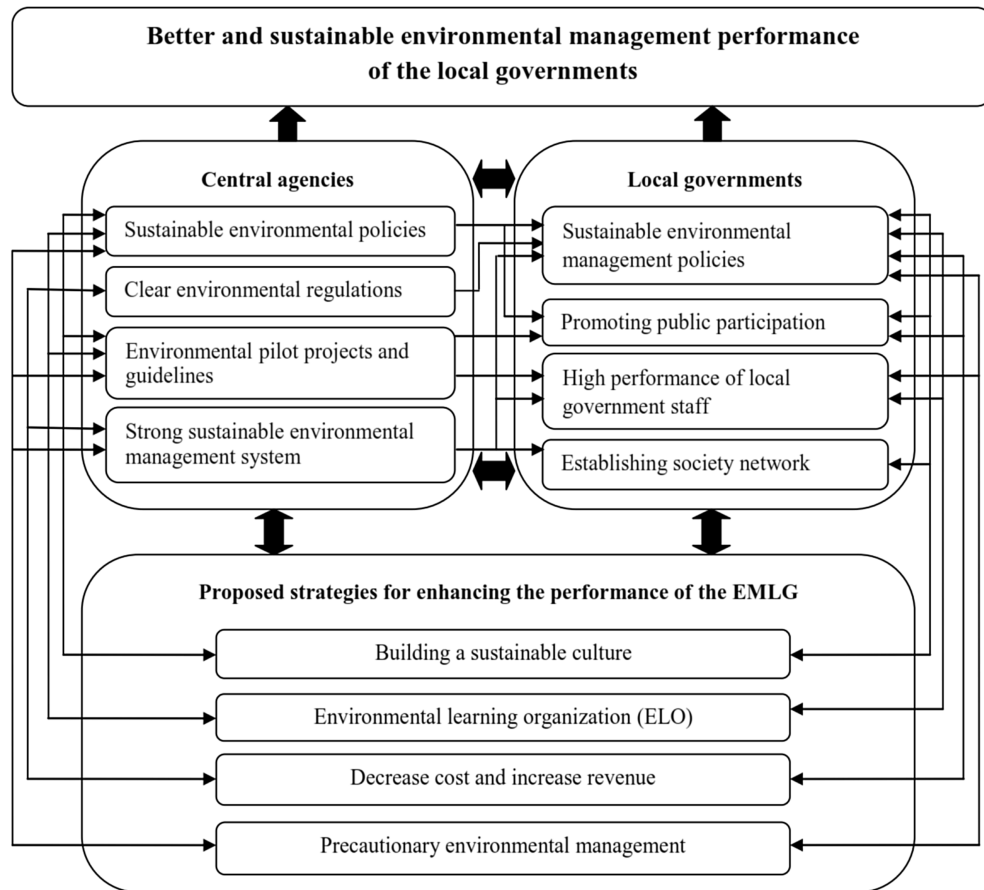 Better and sustainable environmental management performance
of the local governments
Central agencies
Sustainable environmental policies
Clear environmental regulations
Environmental pilot projects and
guidelines
Strong sustainable environmental
management system
Local governments
Sustainable environmental
management policies
Promoting public participation
High performance of local
government staff
Establishing society network
Proposed strategies for enhancing the performance of the EMLG
Building a sustainable culture
Environmental learning organization (ELO)
Decrease cost and increase revenue
Precautionary environmental management